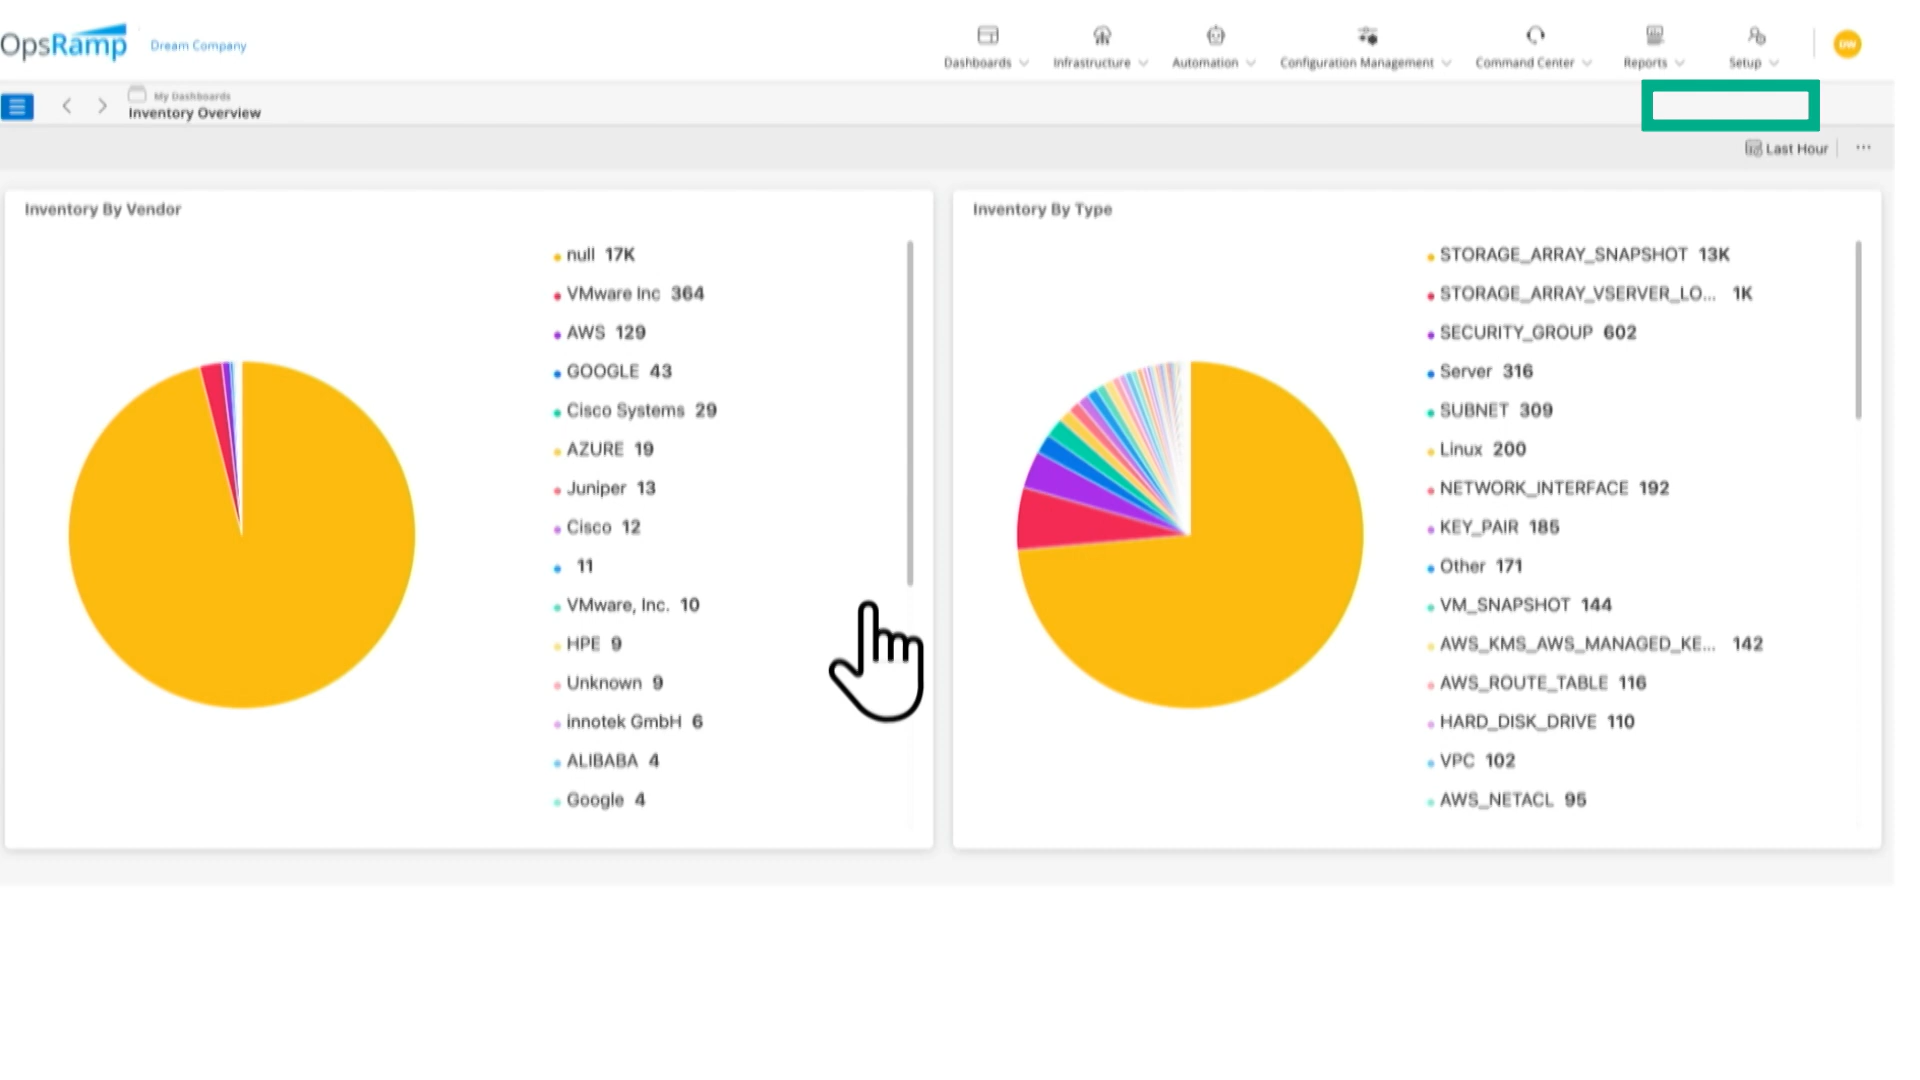 OpsRamp Dream Company
Dashboards Infrastructure Automation Configuration Management Command Center Reports Setup DW
My Dashboards
Inventory Overview
Last Hour ...
Inventory By Vendor
null 17K
VMware Inc 364
AWS 129
GOOGLE 43
Cisco Systems 29
AZURE 19
Juniper 13
Cisco 12
11
VMware, Inc. 10
HPE 9
Unknown 9
innotek GmbH 6
ALIBABA 4
Google 4
Inventory By Type
STORAGE_ARRAY_SNAPSHOT 13K
STORAGE_ARRAY_VSERVER_LO... 1K
SECURITY_GROUP 602
Server 316
SUBNET 309
Linux 200
NETWORK_INTERFACE 192
KEY_PAIR 185
Other 171
VM_SNAPSHOT 144
AWS_KMS_AWS_MANAGED_KE... 142
AWS_ROUTE_TABLE 116
HARD_DISK_DRIVE 110
VPC 102
AWS_NETACL 95